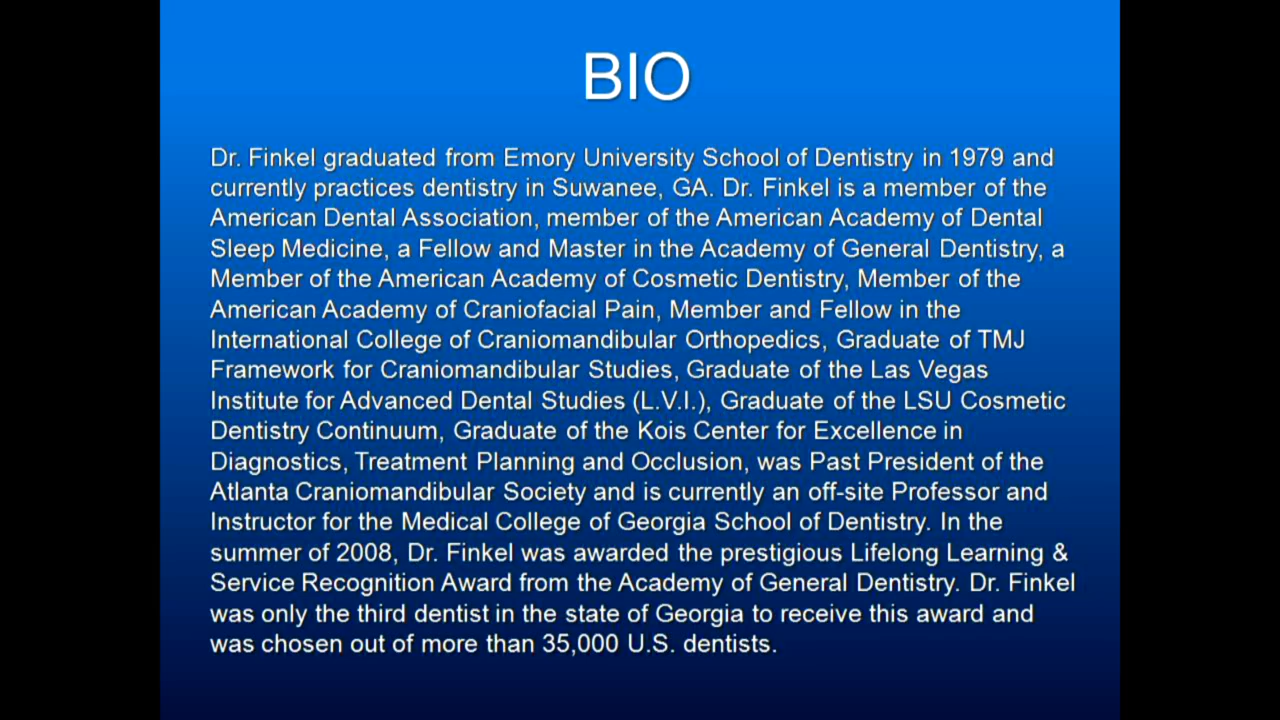 BIO
Dr. Finkel graduated from Emory University School of Dentistry in 1979 and
currently practices dentistry in Suwanee, GA. Dr. Finkel is a member of the
American Dental Association, member of the American Academy of Dental
Sleep Medicine, a Fellow and Master in the Academy of General Dentistry, a
Member of the American Academy of Cosmetic Dentistry, Member of the
American Academy of Craniofacial Pain, Member and Fellow in the
International College of Craniomandibular Orthopedics, Graduate of TMJ
Framework for Craniomandibular Studies, Graduate of the Las Vegas
Institute for Advanced Dental Studies (L.V.I.), Graduate of the LSU Cosmetic
Dentistry Continuum, Graduate of the Kois Center for Excellence in
Diagnostics, Treatment Planning and Occlusion, was Past President of the
Atlanta Craniomandibular Society and is currently an off-site Professor and
Instructor for the Medical College of Georgia School of Dentistry. In the
summer of 2008, Dr. Finkel was awarded the prestigious Lifelong Learning &
Service Recognition Award from the Academy of General Dentistry. Dr. Finkel
was only the third dentist in the state of Georgia to receive this award and
was chosen out of more than 35,000 U.S. dentists.